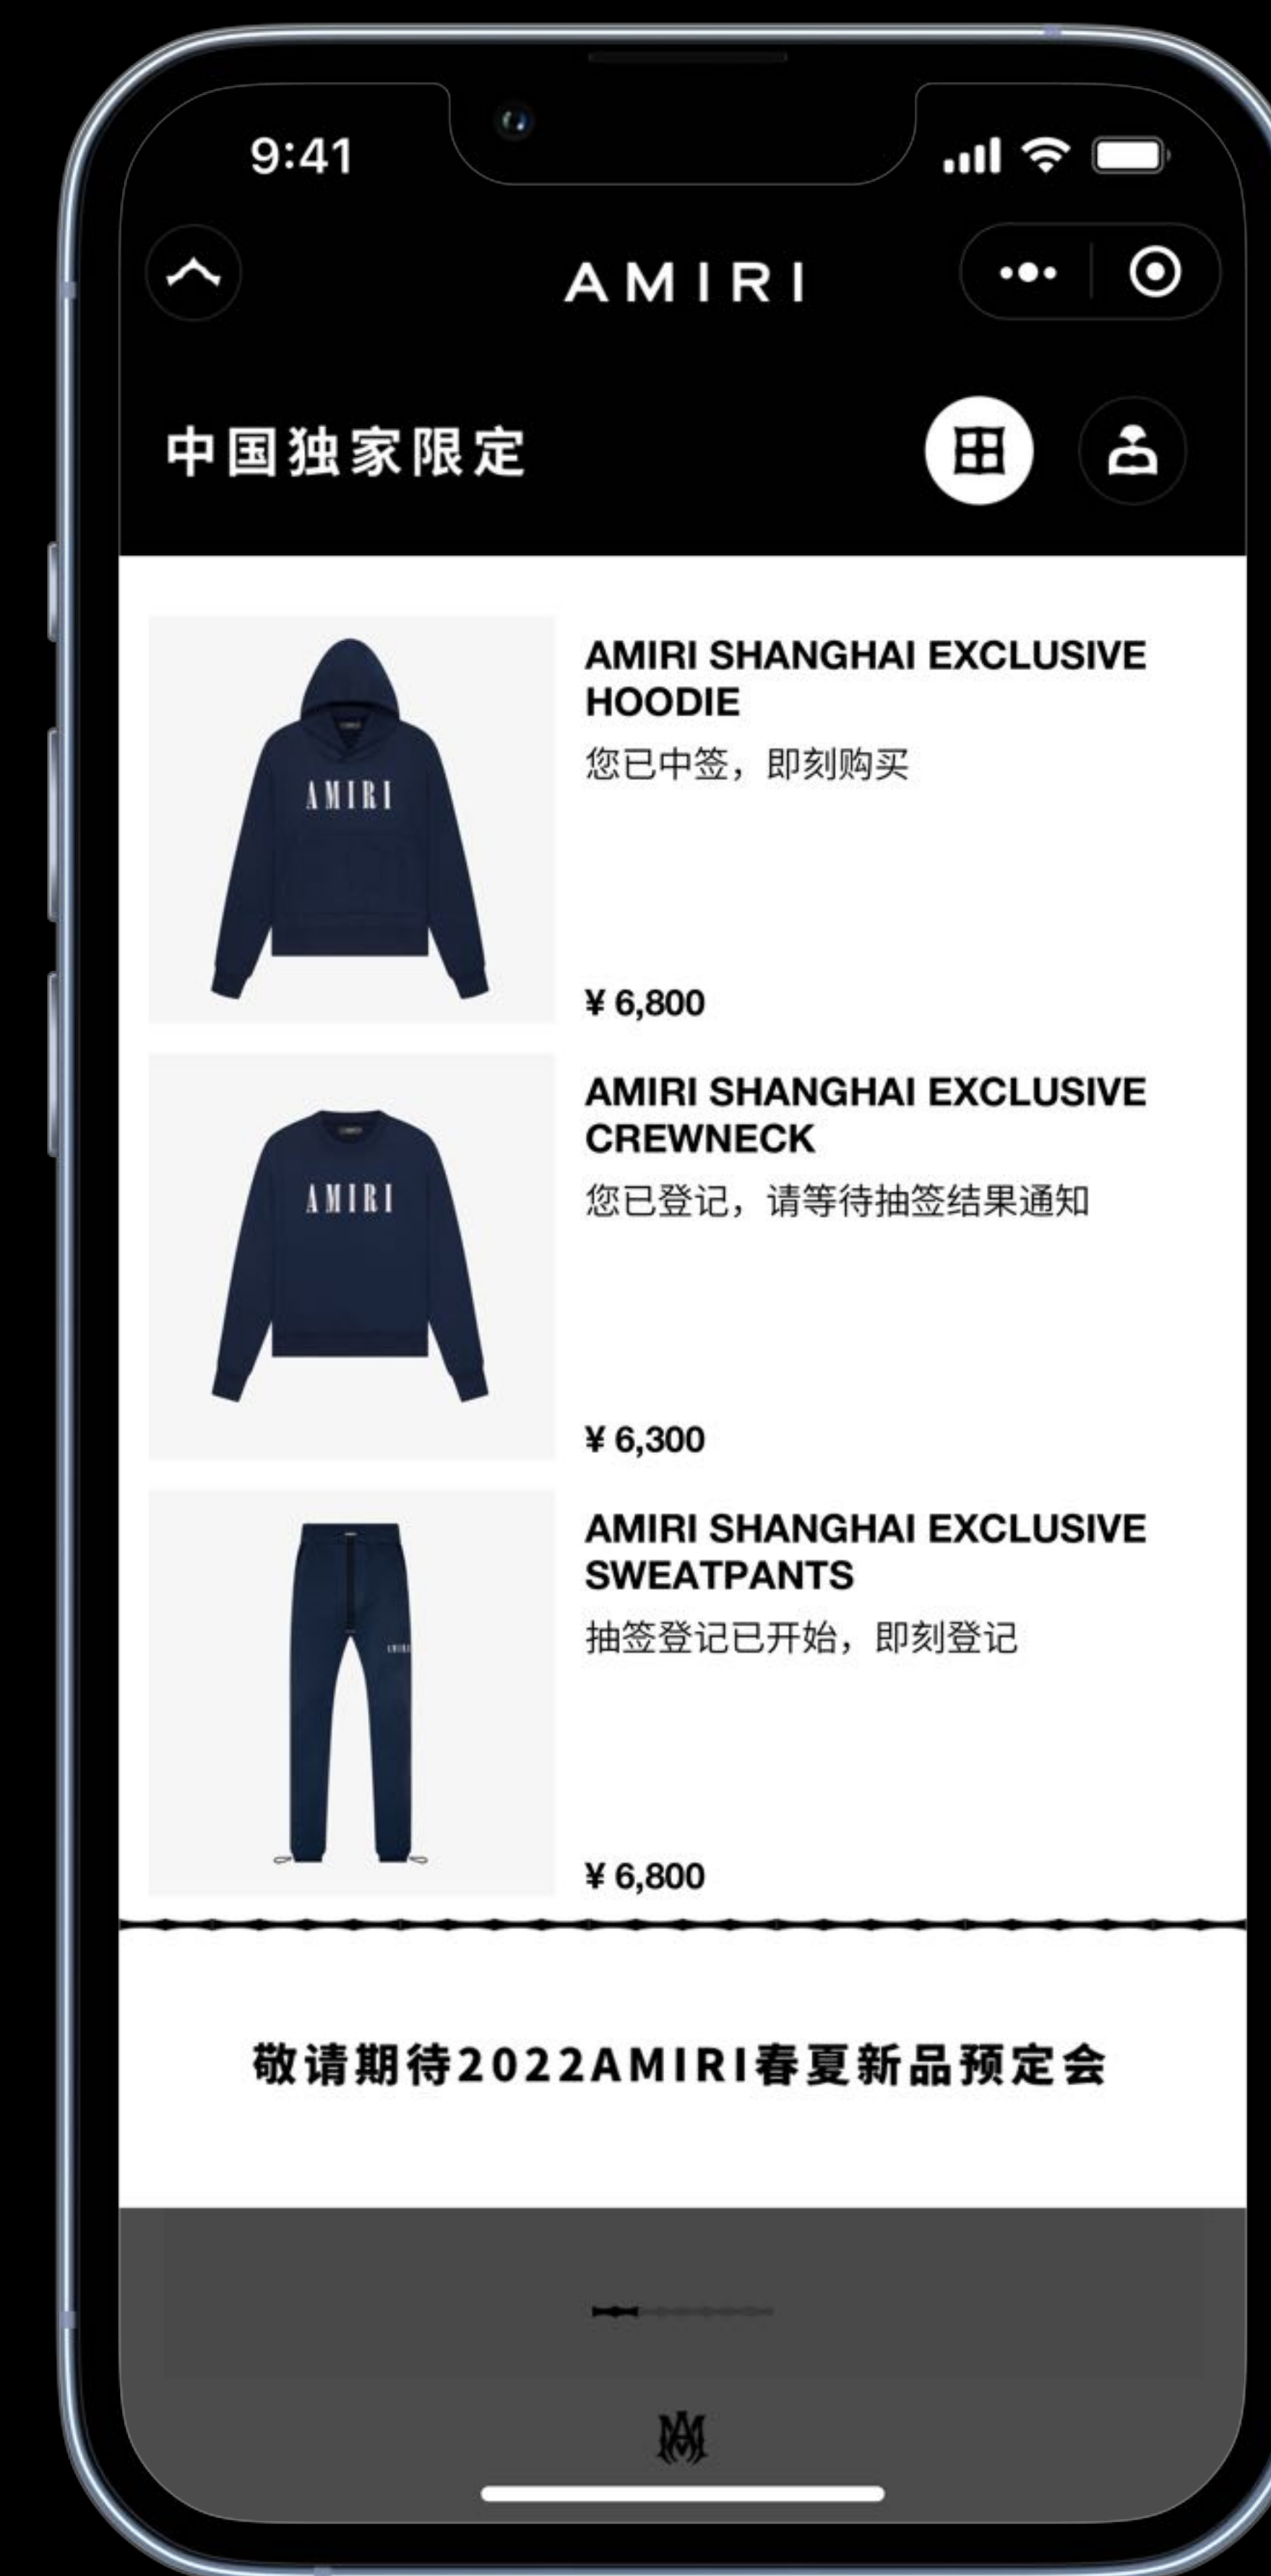 9:41
AMIRI
中国独家限定
AMIRI SHANGHAI EXCLUSIVE
HOODIE
您已中签，即刻购买
AMIRI
¥ 6,800
AMIRI SHANGHAI EXCLUSIVE
CREWNECK
您已登记，请等待抽签结果通知
AMIRI
¥ 6,300
AMIRI SHANGHAI EXCLUSIVE
SWEATPANTS
抽签登记已开始，即刻登记
AMIRI
¥ 6,800
敬请期待2022AMIRI春夏新品预定会